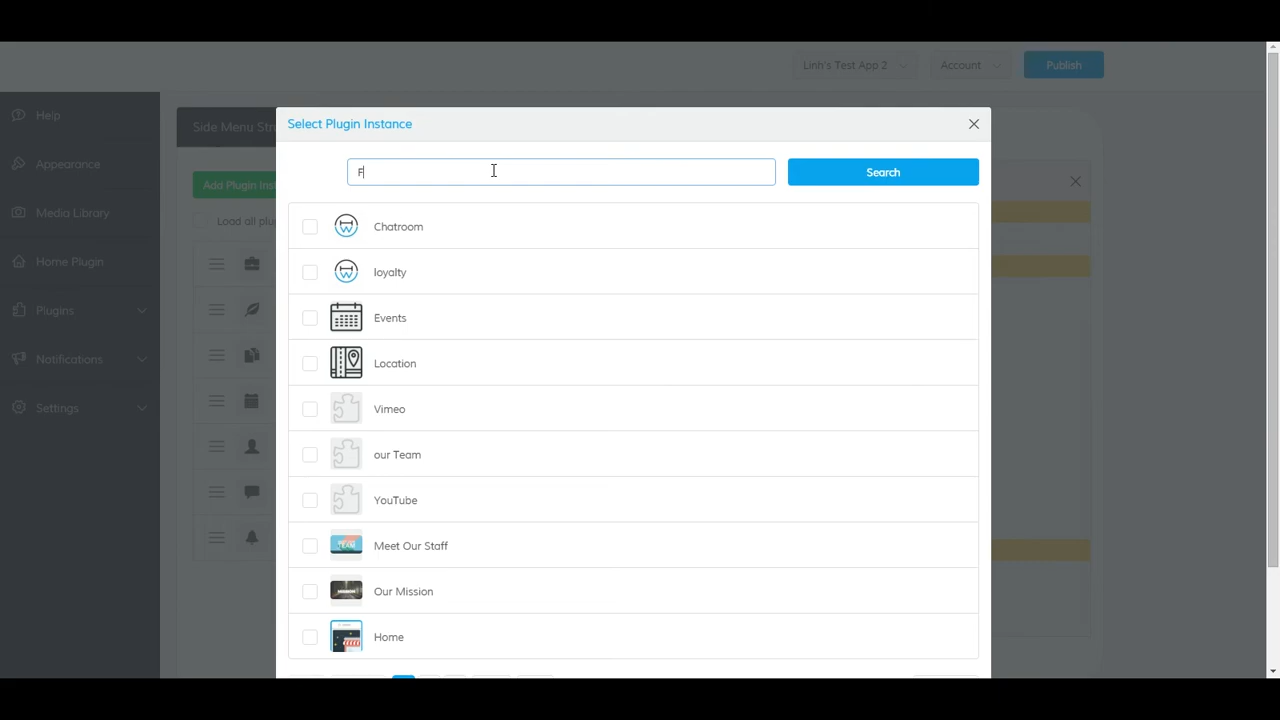 Linh's Test App 2
Account
Publish
Help
Appearance
Media Library
Home Plugin
Plugins
Notifications
Settings
Side Menu Str
Add Plugin Inst
Load all plu
Select Plugin Instance
F
Search
Chatroom
loyalty
Events
Location
Vimeo
our Team
YouTube
Meet Our Staff
Our Mission
Home